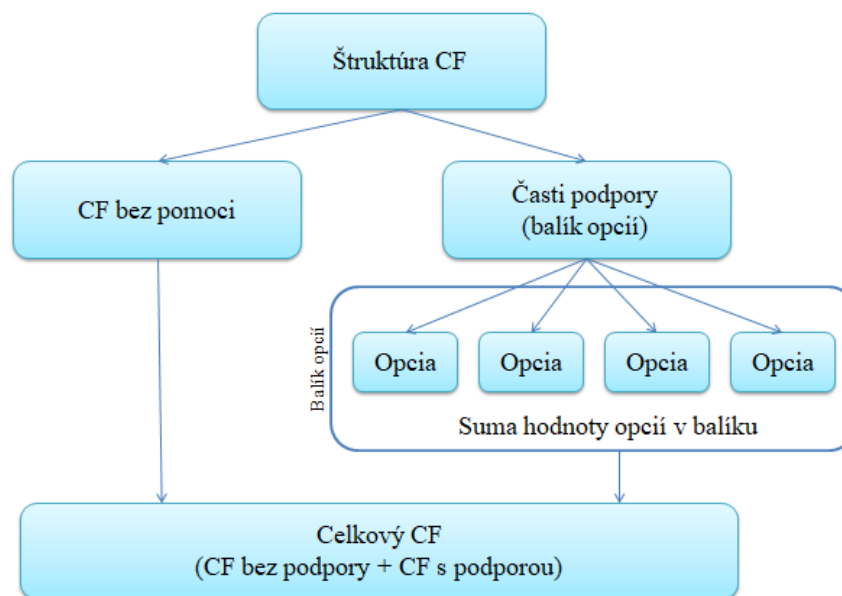 Štruktúra CF
CF bez pomoci
Časti podpory
(balík opcií)
Balík opcií
Opcia
Opcia
Opcia
Opcia
Suma hodnoty opcií v balíku
Celkový CF
(CF bez podpory + CF s podporou)